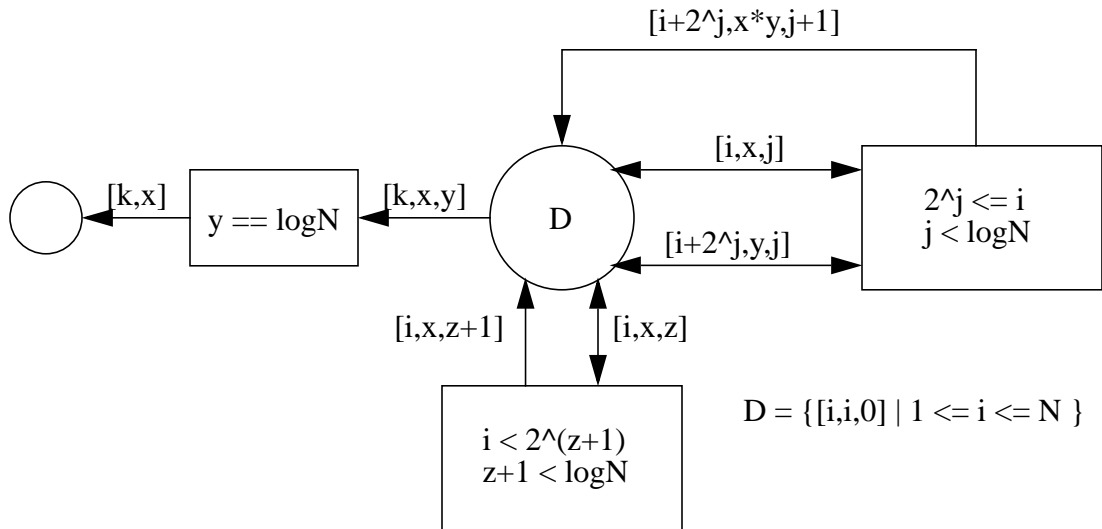 [i+2^j,x*y,j+1]
[i,x,j]
[k,x]
[k,x,y]
2^j <= i
y == logN
D
j < logN
[i+2^j,y,j]
[i,x,z+1]
[i,x,z]
D = {[i,i,0] | 1 <= i <= N }
i < 2^(z+1)
z+1 < logN